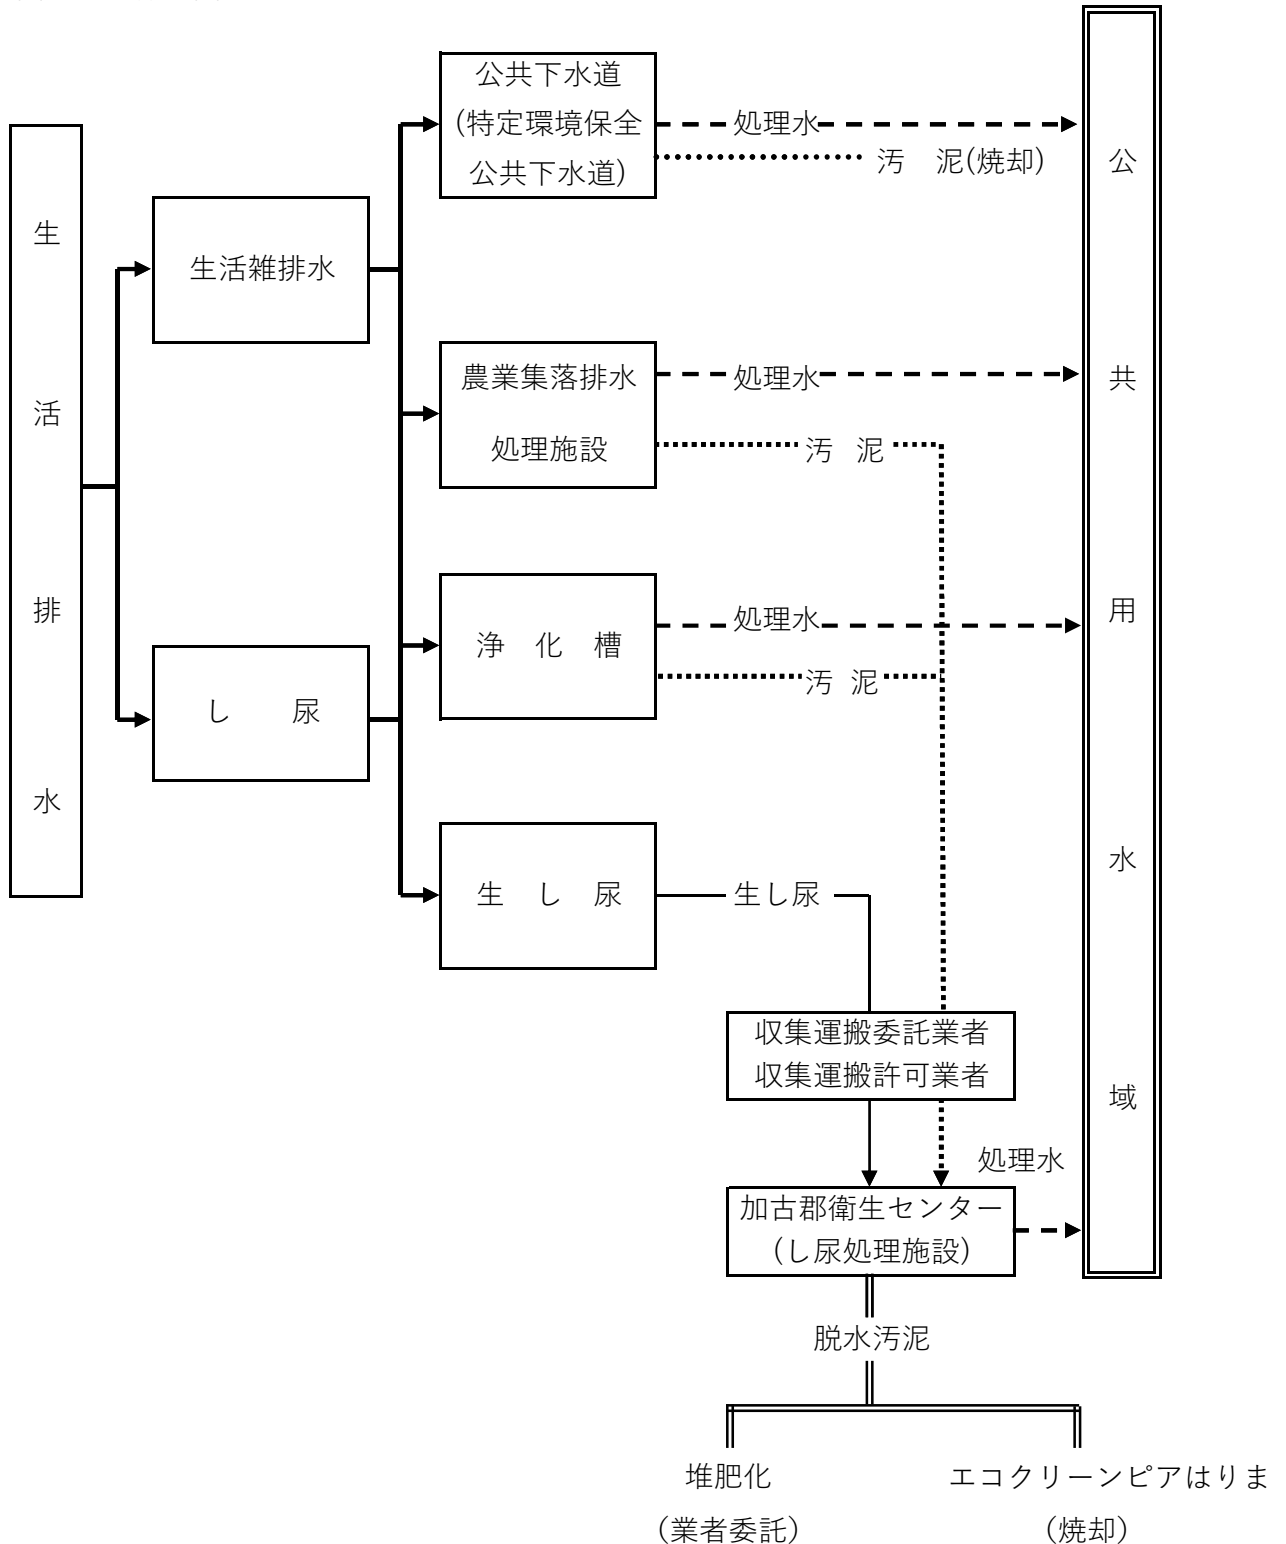 公共下水道
(特定環境保全
公共下水道)
処理水
汚　泥(焼却)
生活排水
生活雑排水
農業集落排水
処理施設
処理水
汚 泥
浄　化　槽
処理水
汚 泥
し　　尿
生　し　尿
生し尿
公共用水域
収集運搬委託業者
収集運搬許可業者
処理水
加古郡衛生センター
(し尿処理施設)
脱水汚泥
堆肥化
(業者委託)
エコクリーンピアはりま
(焼却)